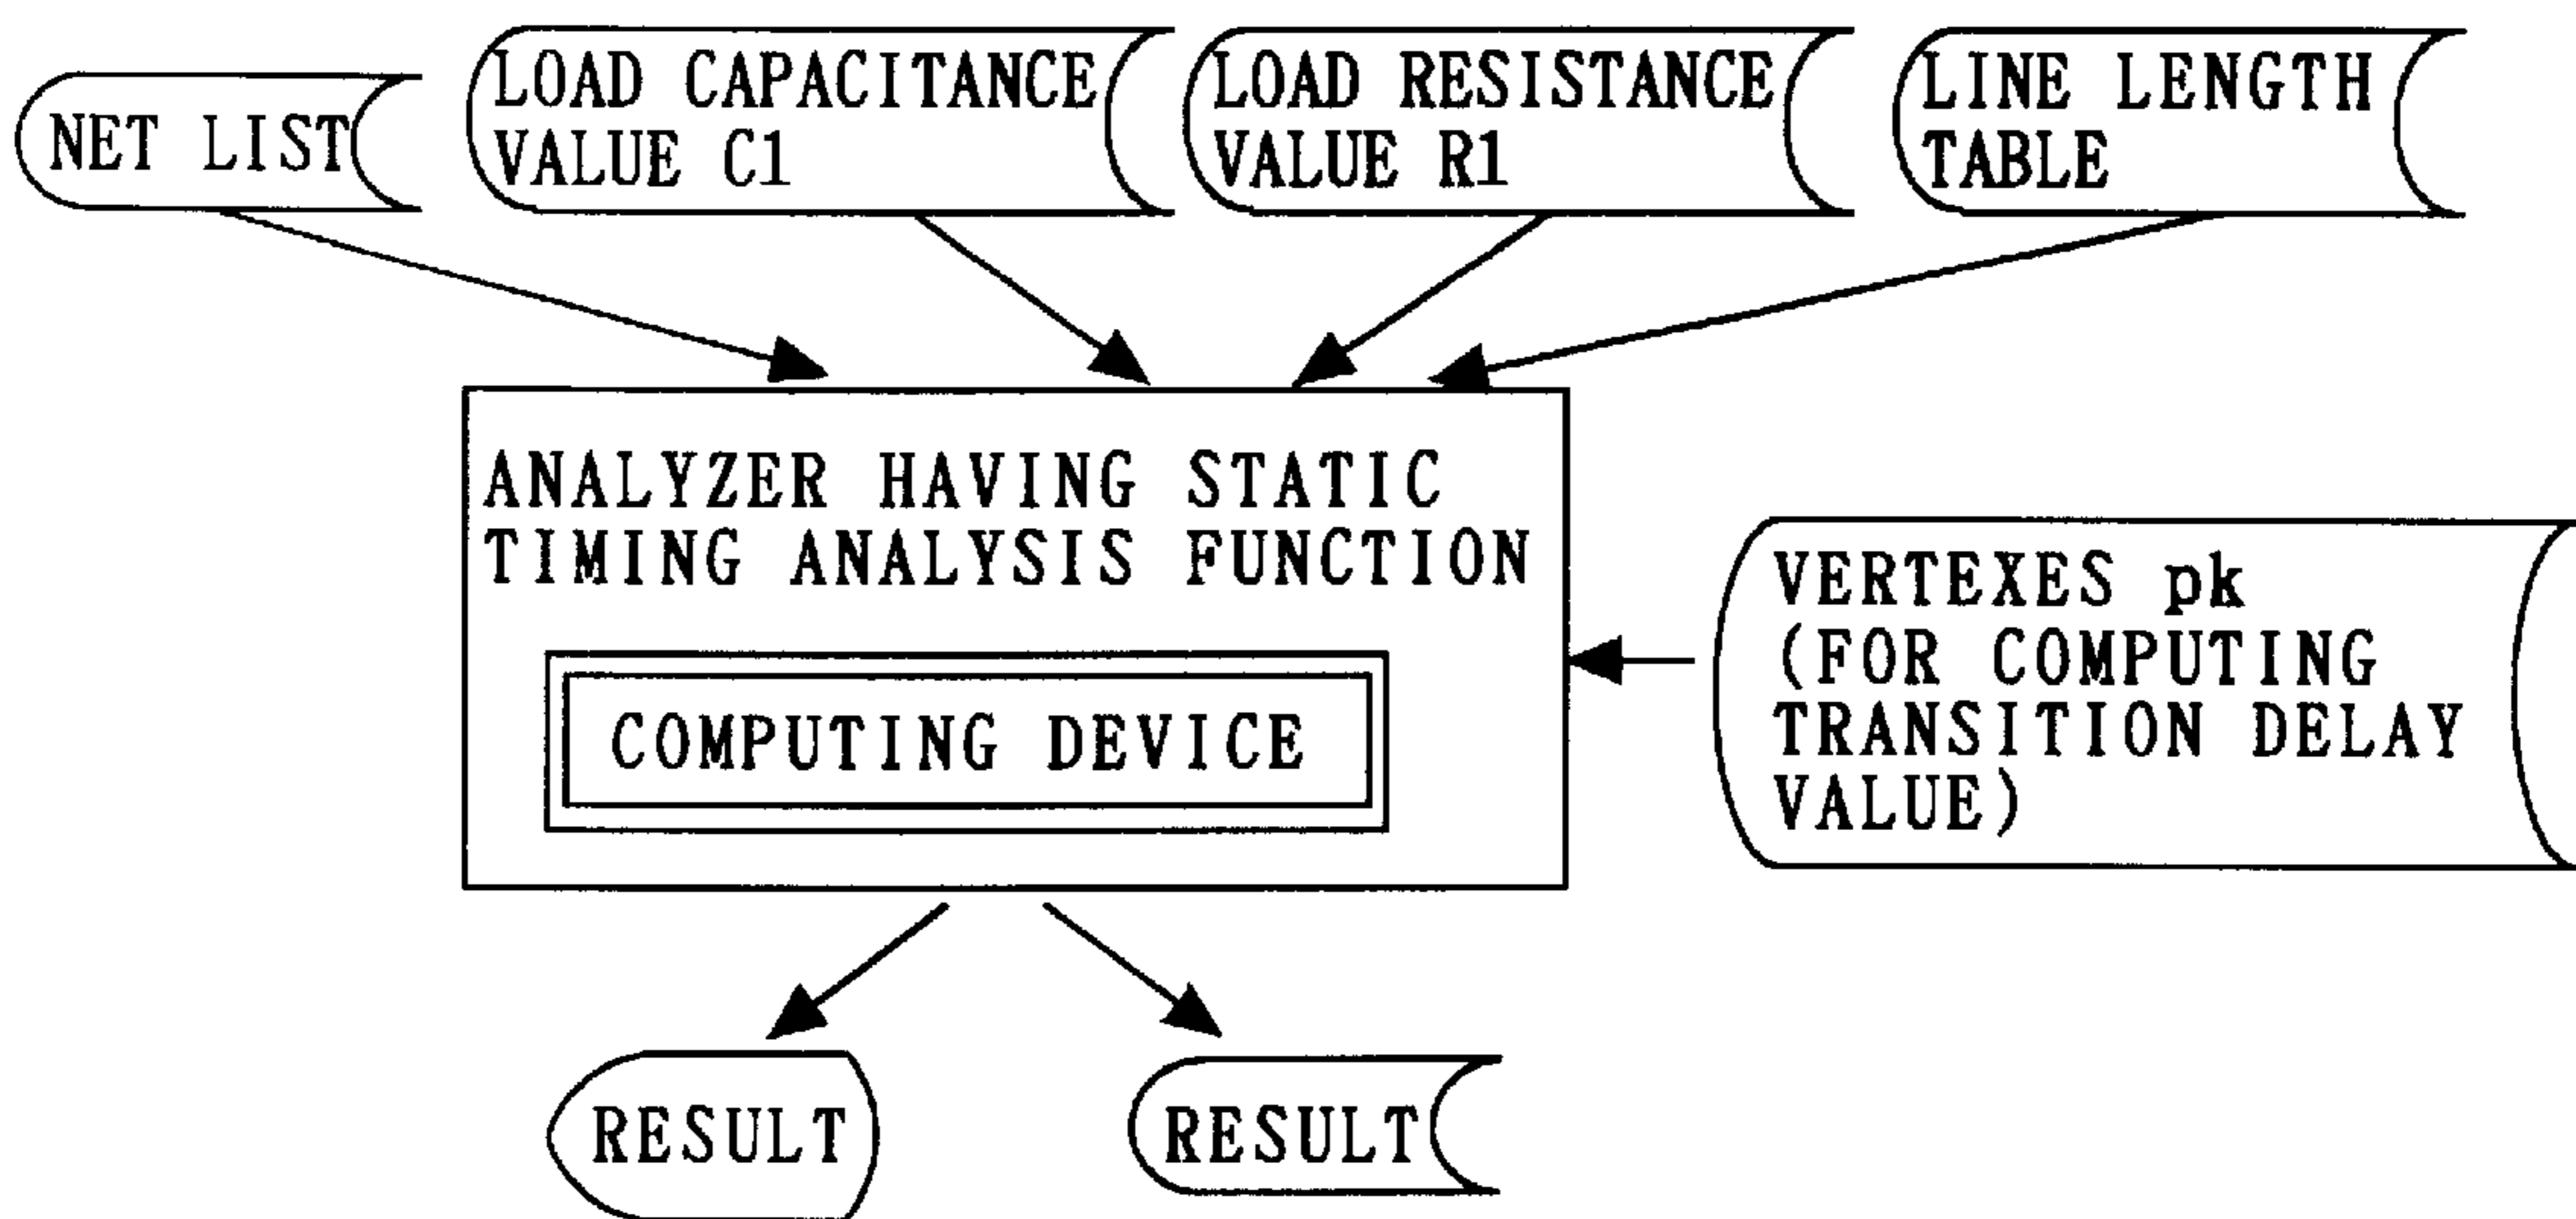 NET LIST
LOAD CAPACITANCE
VALUE C1
LOAD RESISTANCE
VALUE R1
LINE LENGTH
TABLE
ANALYZER HAVING STATIC
TIMING ANALYSIS FUNCTION
COMPUTING DEVICE
VERTEXES pk
(FOR COMPUTING
TRANSITION DELAY
VALUE)
RESULT
RESULT